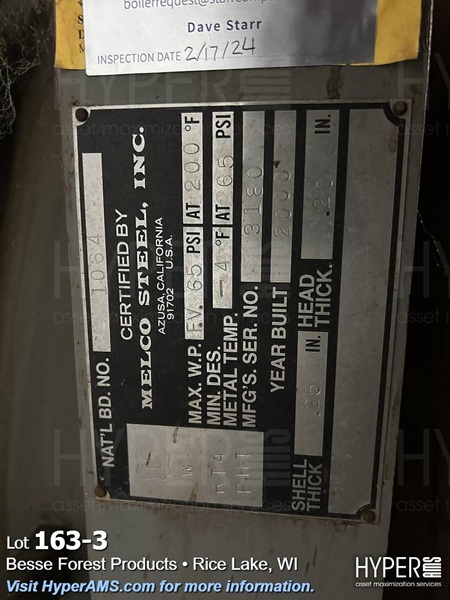 boilerrequest@starrcomp
Dave Starr
INSPECTION DATE 2/17/24
NAT'L BD. NO. 1084
CERTIFIED BY
MELCO STEEL, INC.
AZUSA, CALIFORNIA
91702 U.S.A.
MAX. W.P. F.V. 65 PSI AT 200 °F
MIN. DES.
METAL TEMP. -4 °F AT 65 PSI
MFG'S. SER. NO. 3180
YEAR BUILT 2000
SHELL
THICK .25 IN. HEAD
THICK. IN.
W
Lot 163-3
Besse Forest Products • Rice Lake, WI
Visit HyperAMS.com for more information.
HYPER AMS
asset maximization services